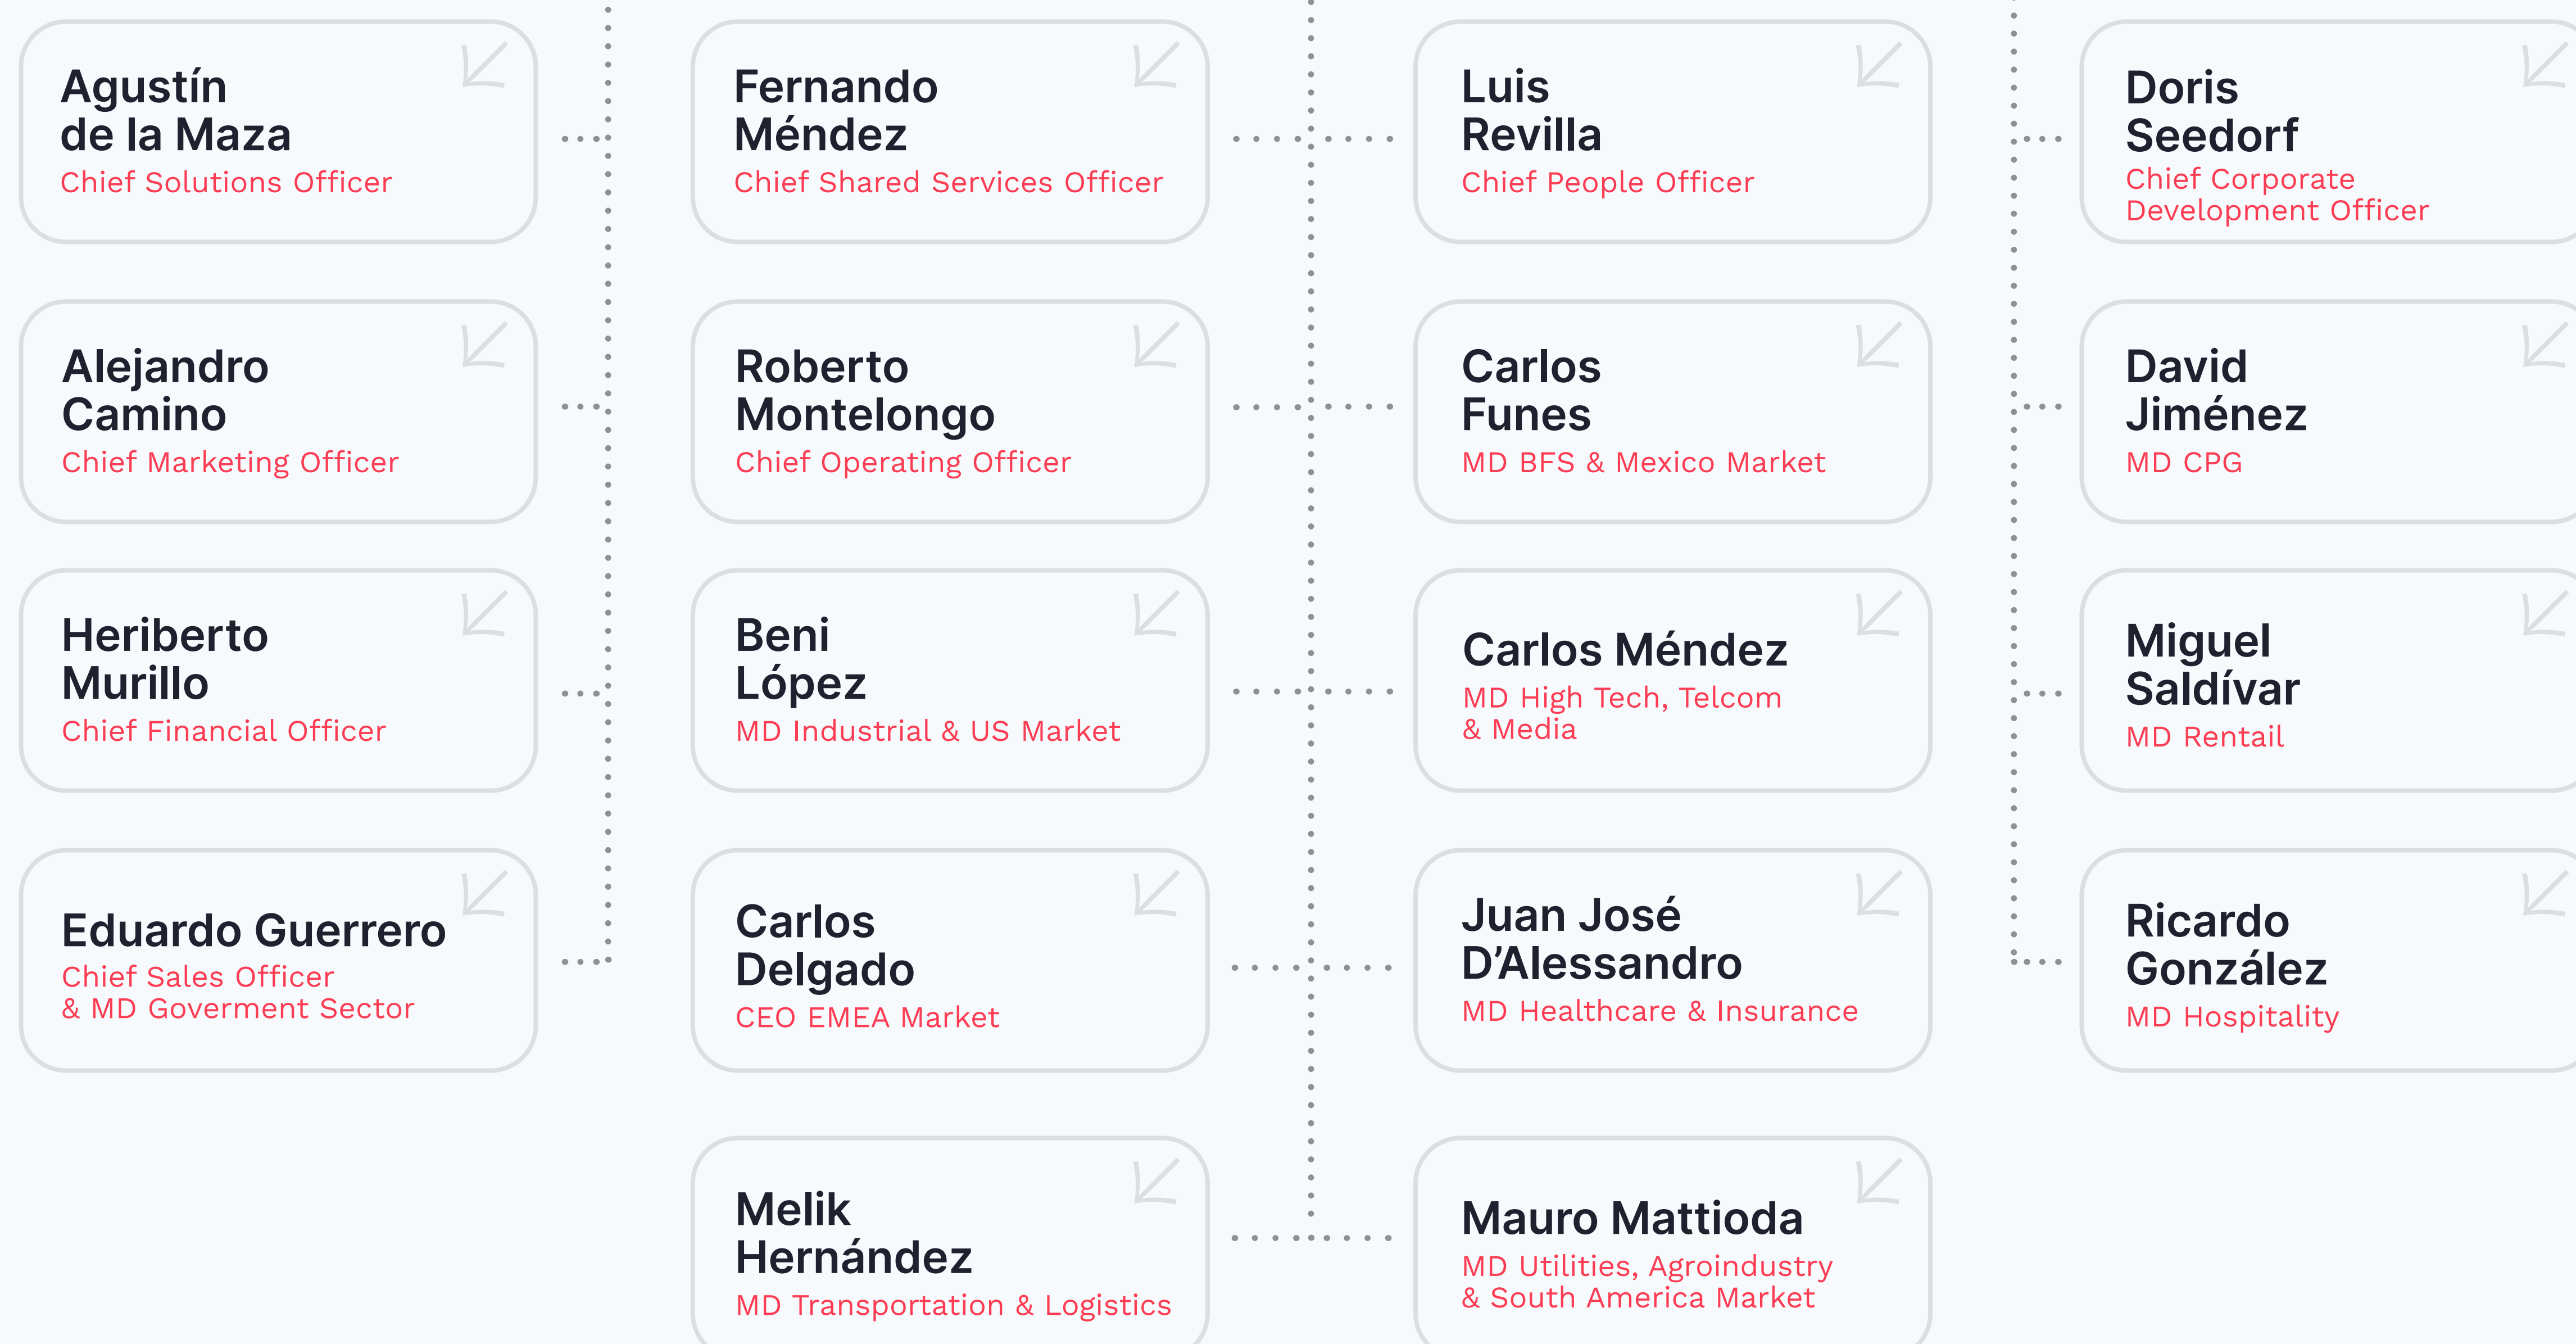 Agustín
de la Maza
Chief Solutions Officer
Fernando
Méndez
Chief Shared Services Officer
Luis
Revilla
Chief People Officer
Doris
Seedorf
Chief Corporate
Development Officer
Alejandro
Camino
Chief Marketing Officer
Roberto
Montelongo
Chief Operating Officer
Carlos
Funes
MD BFS & Mexico Market
David
Jiménez
MD CPG
Heriberto
Murillo
Chief Financial Officer
Beni
López
MD Industrial & US Market
Carlos Méndez
MD High Tech, Telcom
& Media
Miguel
Saldívar
MD Rentail
Eduardo Guerrero
Chief Sales Officer
& MD Goverment Sector
Carlos
Delgado
CEO EMEA Market
Juan José
D’Alessandro
MD Healthcare & Insurance
Ricardo
González
MD Hospitality
Melik
Hernández
MD Transportation & Logistics
Mauro Mattioda
MD Utilities, Agroindustry
& South America Market